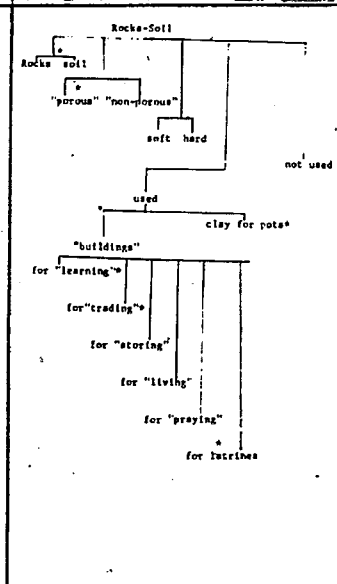 Rocks-Soil
*
Rocks soil
*
"porous" "non-porous"
soft hard
not used
used
*
clay for pots*
"buildings"
for "learning"*
for"trading"*
for "storing"
for "living"
for "praying"
*
for latrines